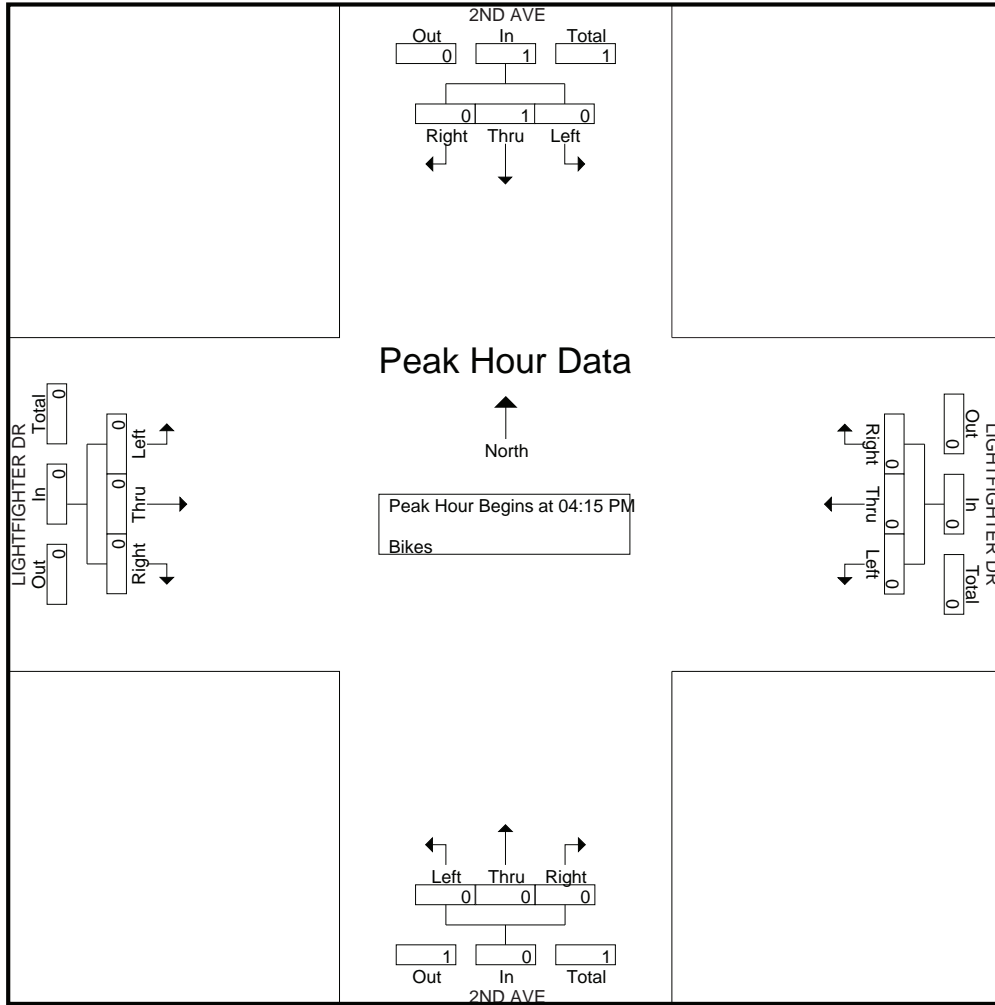 2ND AVE
Out In Total
0 1 1
0 1 0
Right Thru Left
Peak Hour Data
North
Peak Hour Begins at 04:15 PM
Bikes
LIGHTFIGHTER DR
Total In Out
0 0 0
0 0 0
Left Thru Right
LIGHTFIGHTER DR
Out In Total
0 0 0
0 0 0
Right Thru Left
Left Thru Right
0 0 0
1 0 1
Out In Total
2ND AVE